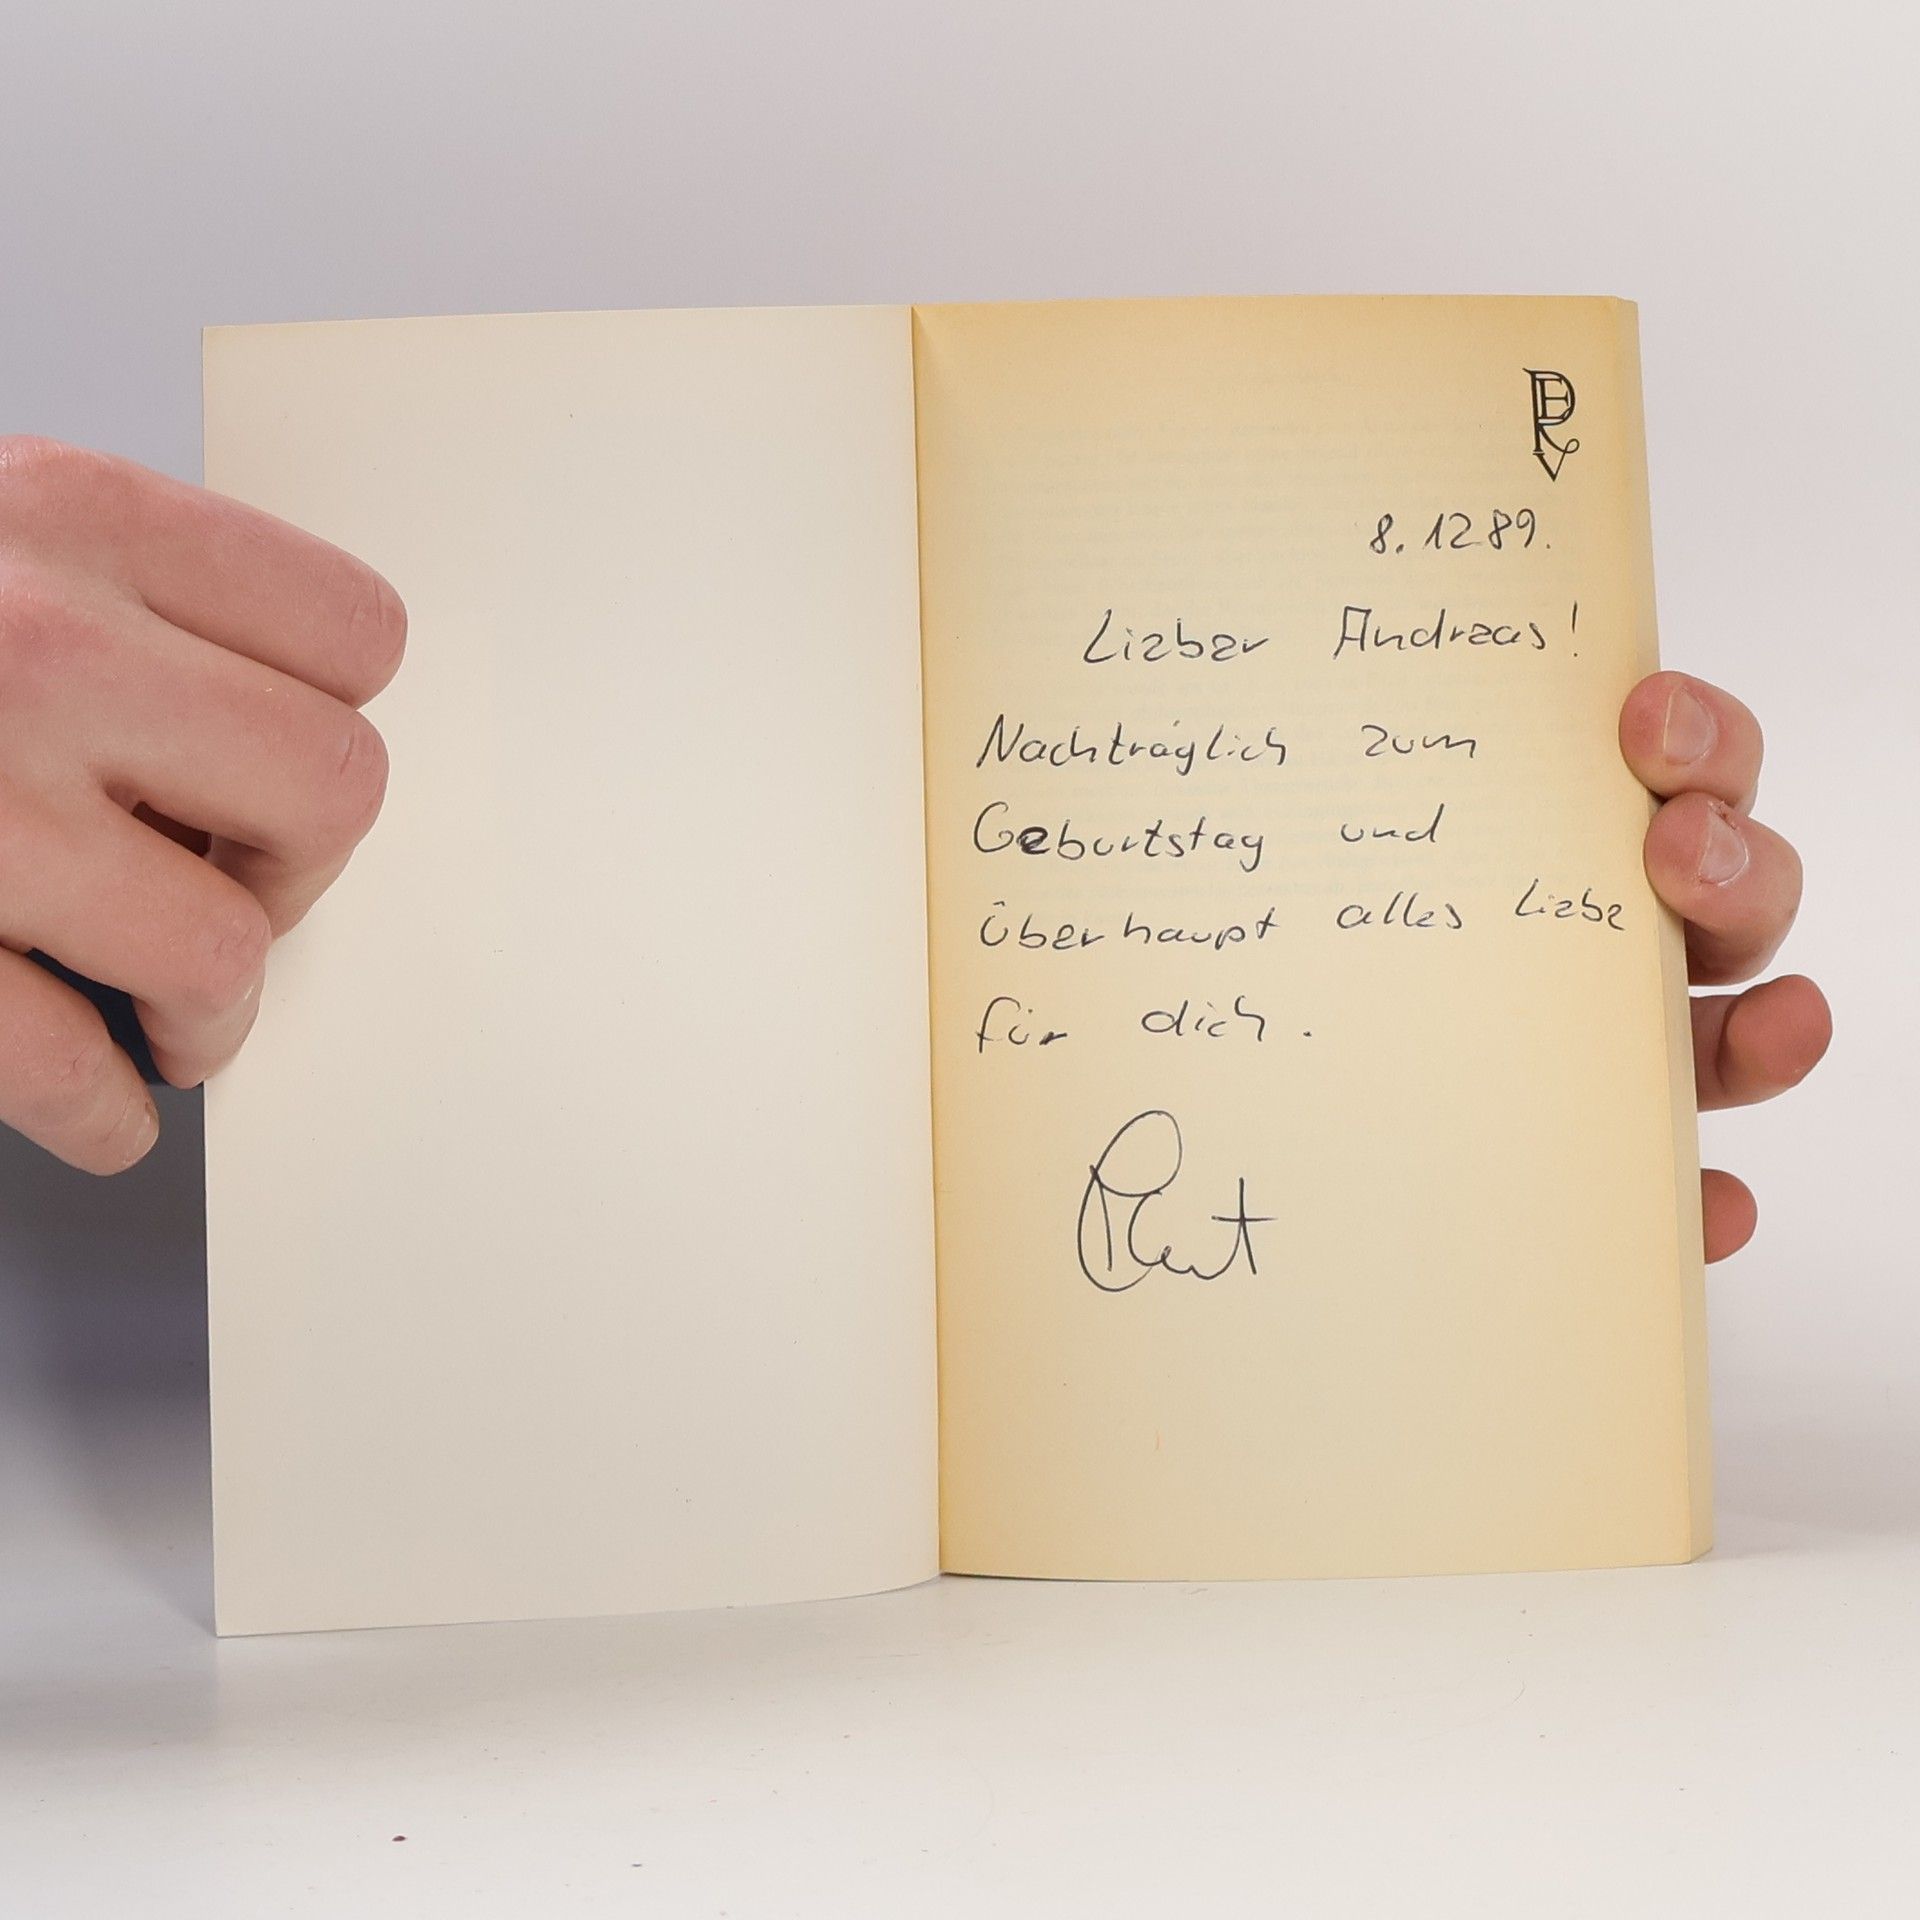 8.12.89.
Lieber Andreas!
Nachträglich zum
Geburtstag und
überhaupt alles Liebe
für dich.